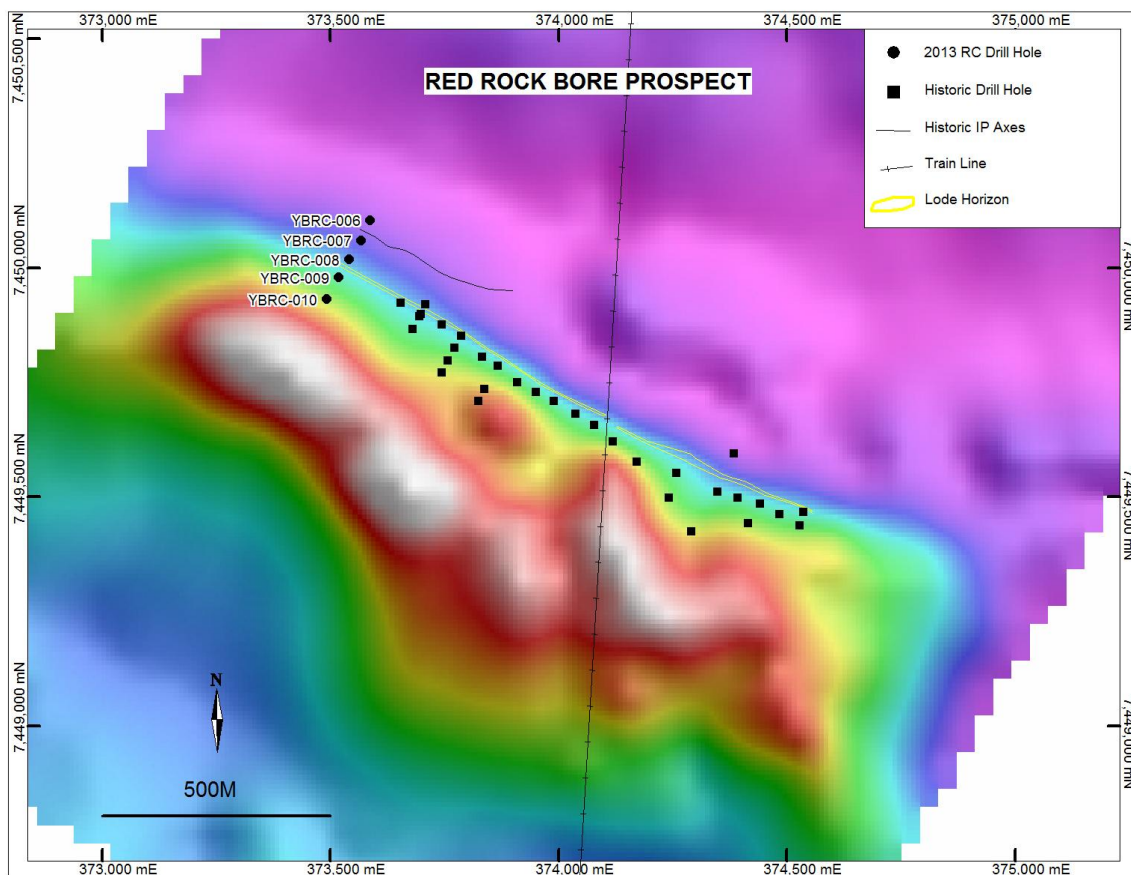 373,000 mE
373,500 mE
374,000 mE
374,500 mE
375,000 mE
7,450,500 mN
RED ROCK BORE PROSPECT
2013 RC Drill Hole
Historic Drill Hole
Historic IP Axes
Train Line
Lode Horizon
YBRC-006
YBRC-007
YBRC-008
YBRC-009
YBRC-010
7,450,000 mN
7,450,000 mN
7,449,500 mN
7,449,500 mN
7,449,000 mN
7,449,000 mN
N
500M
373,000 mE
373,500 mE
374,000 mE
374,500 mE
375,000 mE